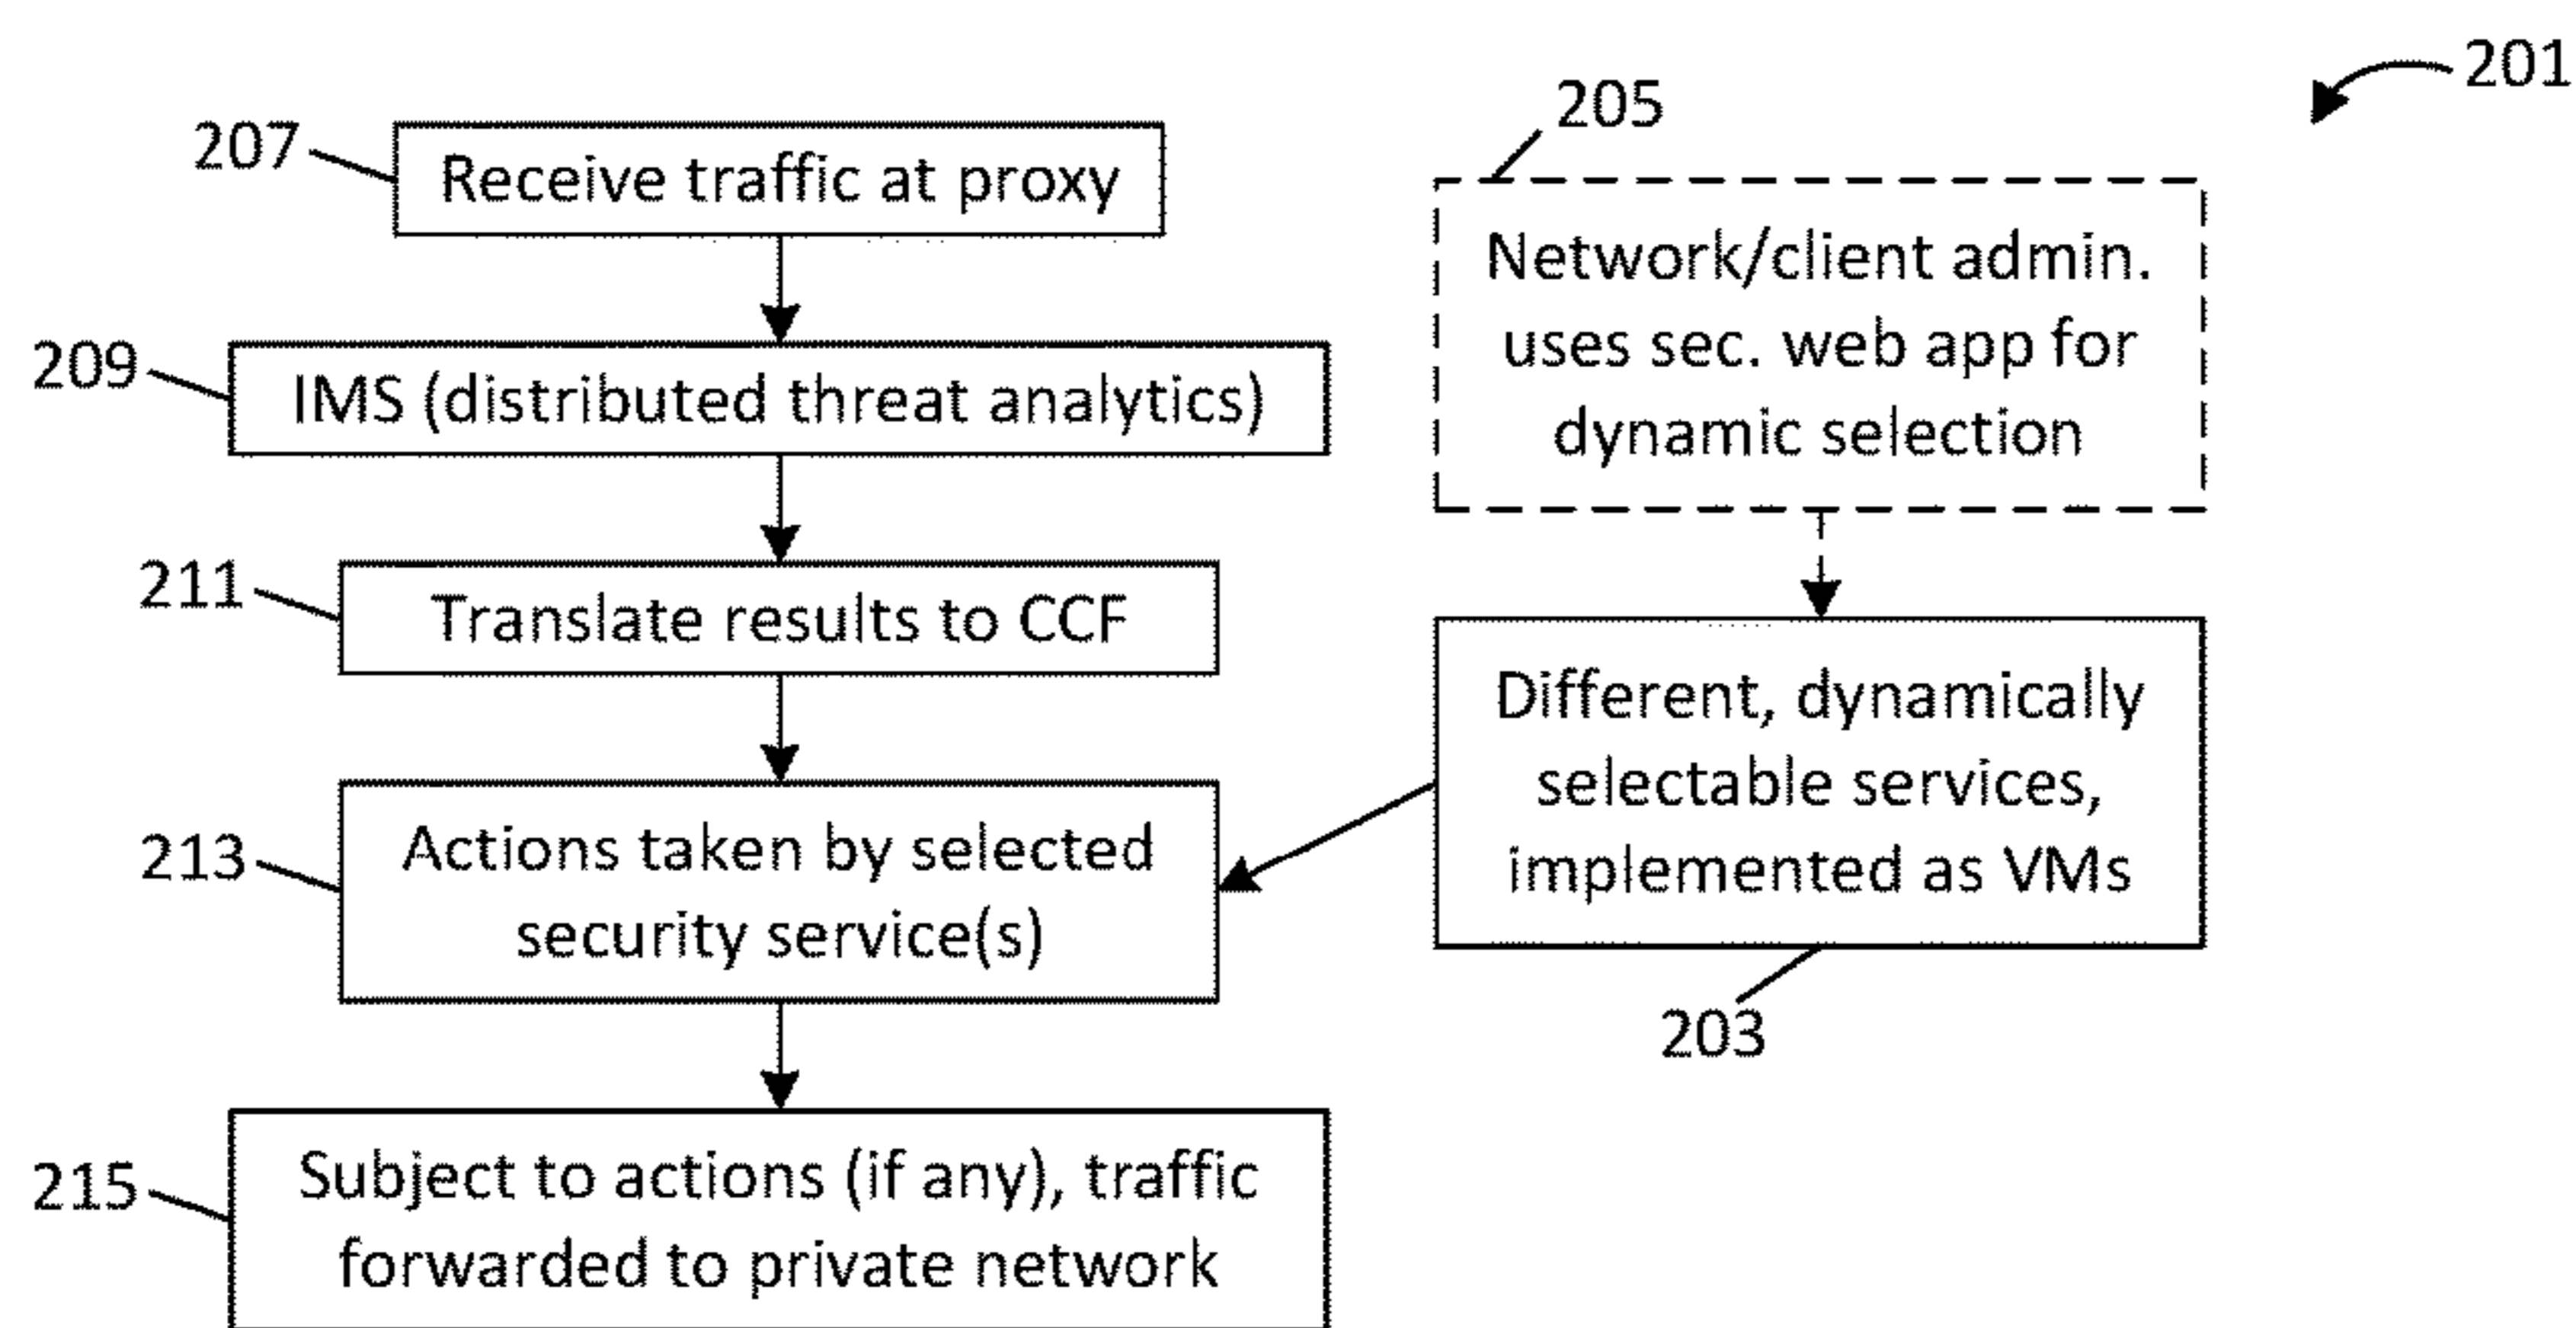 201
205
207
Receive traffic at proxy
Network/client admin.
uses sec. web app for
dynamic selection
209
IMS (distributed threat analytics)
211
Translate results to CCF
Different, dynamically
selectable services,
implemented as VMs
203
213
Actions taken by selected
security service(s)
215
Subject to actions (if any), traffic
forwarded to private network